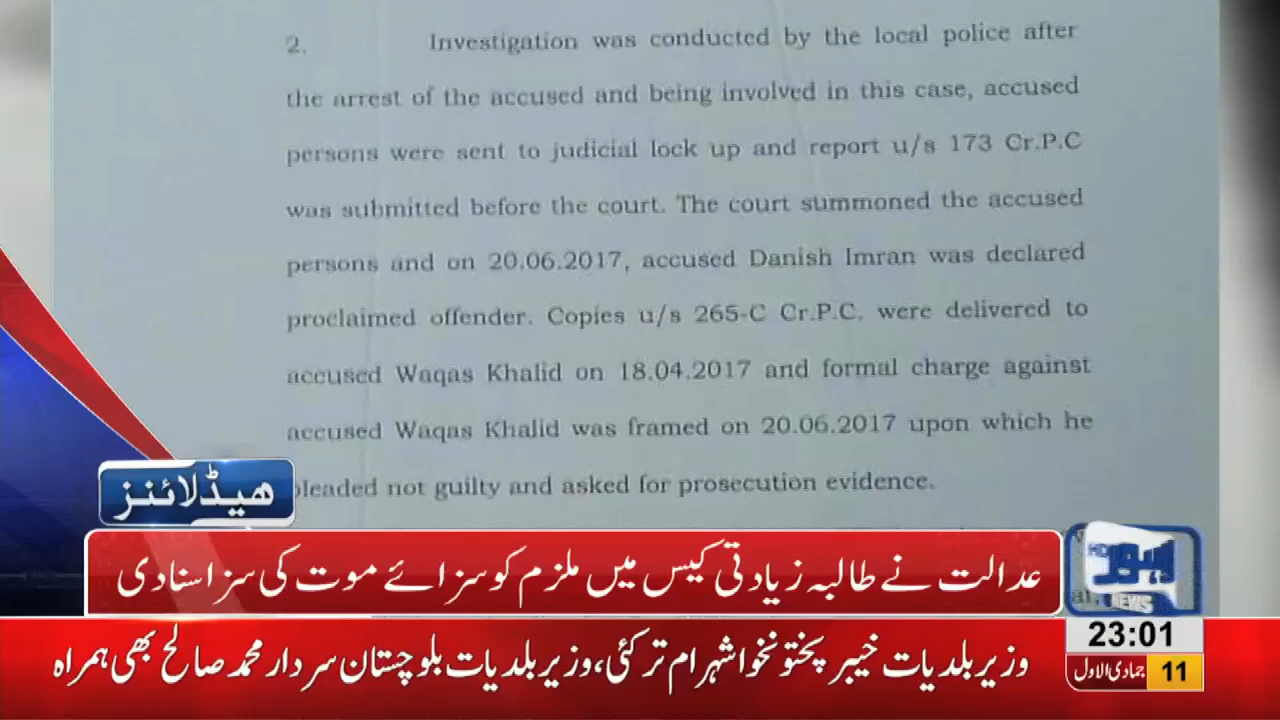 2. Investigation was conducted by the local police after
the arrest of the accused and being involved in this case, accused
persons were sent to judicial lock up and report u/s 173 Cr.P.C
was submitted before the court. The court summoned the accused
persons and on 20.06.2017, accused Danish Imran was declared
proclaimed offender. Copies u/s 265-C Cr.P.C. were delivered to
accused Waqas Khalid on 18.04.2017 and formal charge against
accused Waqas Khalid was framed on 20.06.2017 upon which he
pleaded not guilty and asked for prosecution evidence.
ہیڈلائنز
عدالت نے طالبہ زیادتی کیس میں ملزم کو سزائے موت کی سزا سنا دی
HD
NEWS
23:01
وزیر بلدیات خیبر پختونخوا شہرام ترکئی، وزیر بلدیات بلوچستان سردار محمد صالح بھی ہمراہ
11 جمادی الاول